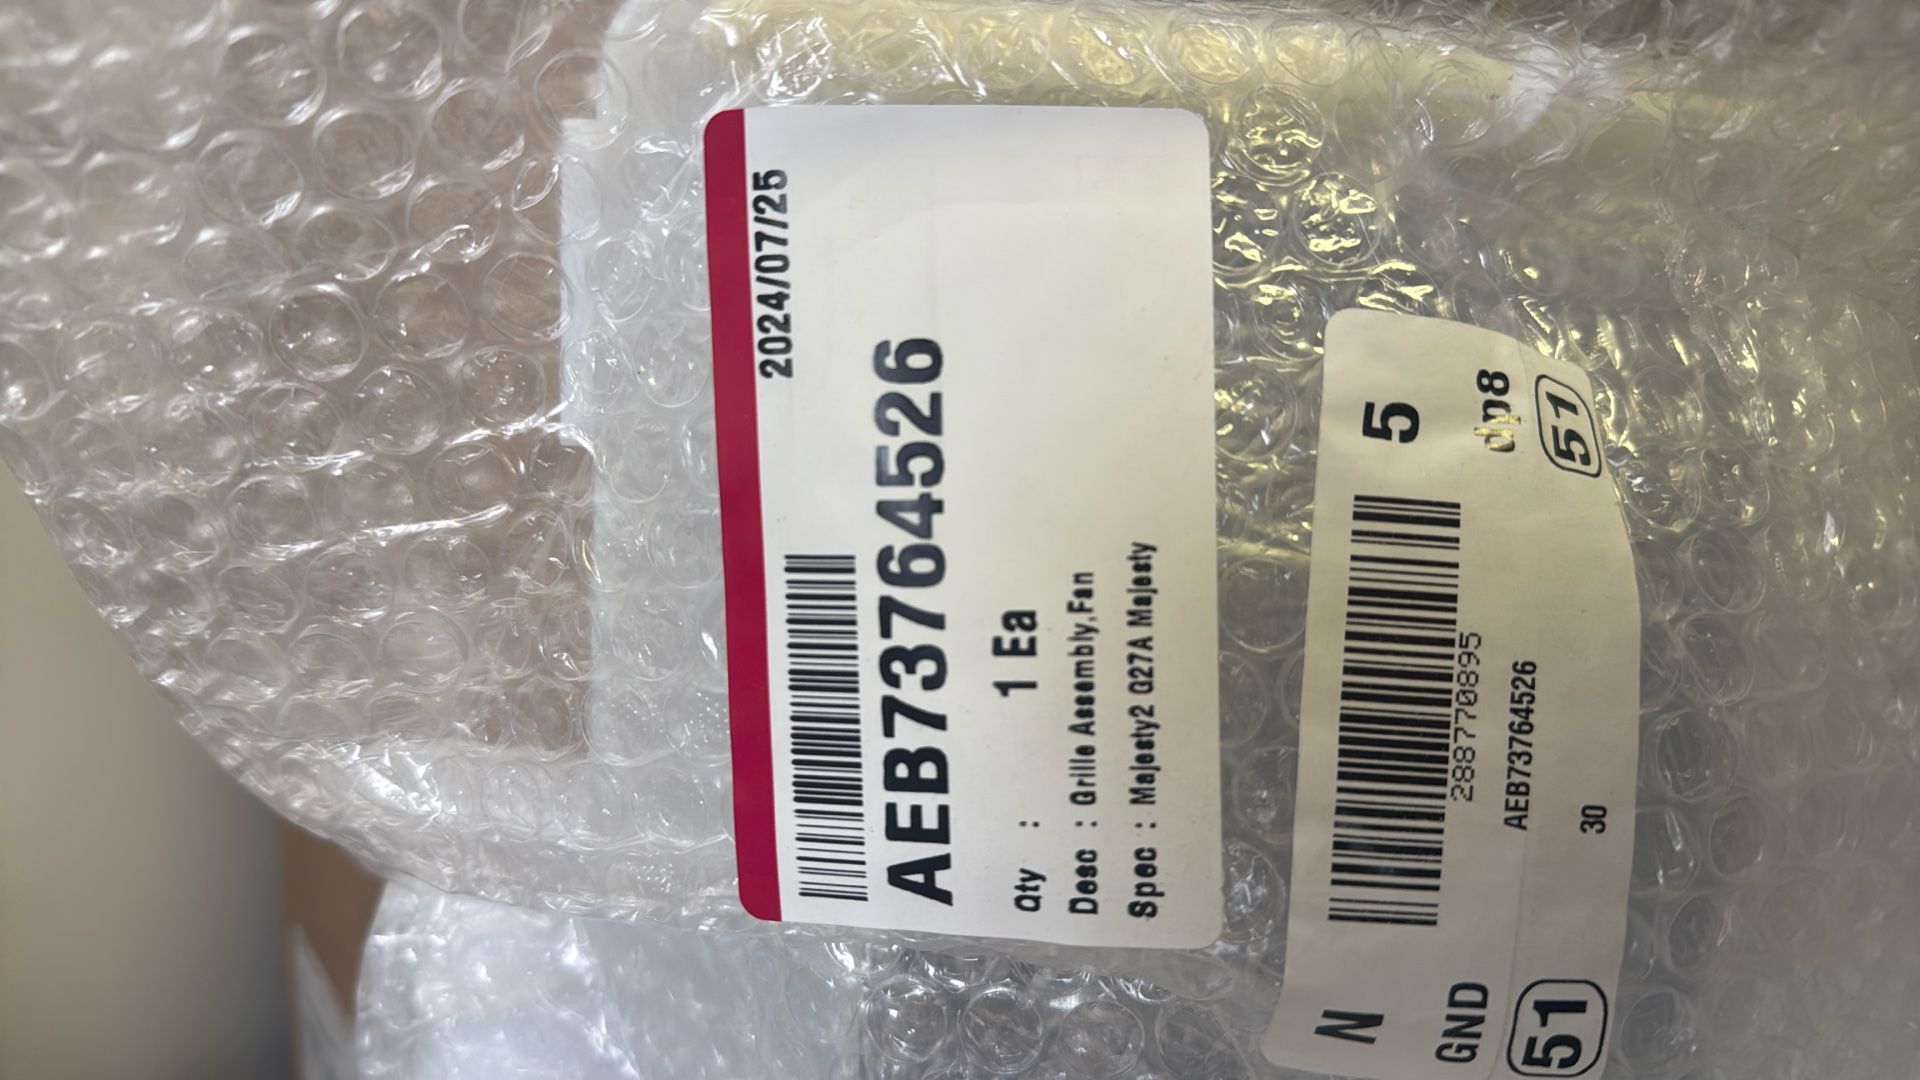 2024/07/25
AEB73764526
Qty : 1 Ea
Desc : Grille Assembly,Fan
Spec : Majesty2 Q27A Majesty
N 5
288770895
GND dp8
AEB73764526
51 30 51